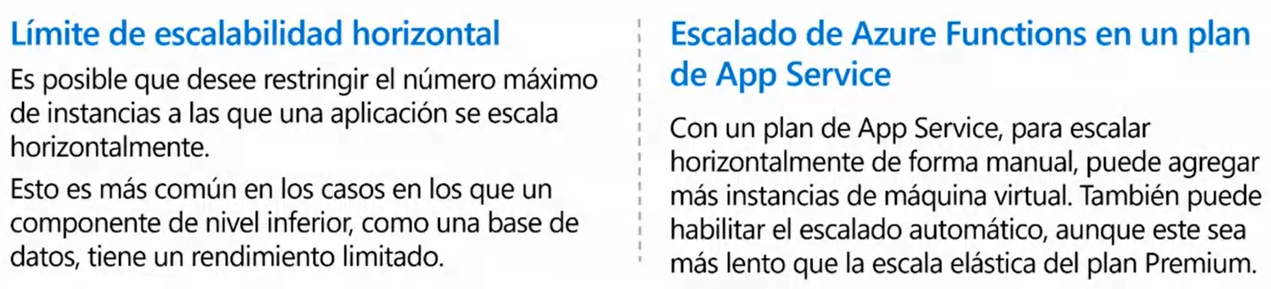 Límite de escalabilidad horizontal
Es posible que desee restringir el número máximo
de instancias a las que una aplicación se escala
horizontalmente.
Esto es más común en los casos en los que un
componente de nivel inferior, como una base de
datos, tiene un rendimiento limitado.
Escalado de Azure Functions en un plan
de App Service
Con un plan de App Service, para escalar
horizontalmente de forma manual, puede agregar
más instancias de máquina virtual. También puede
habilitar el escalado automático, aunque este sea
más lento que la escala elástica del plan Premium.